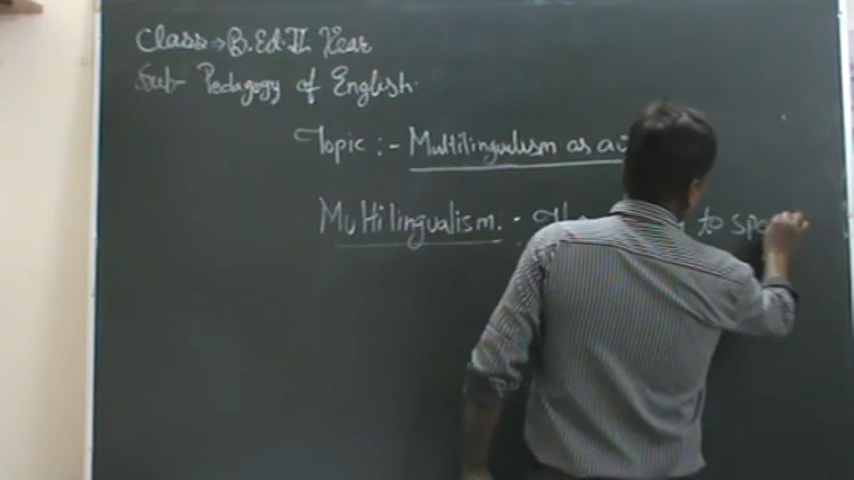 Class → B.Ed. II Year
Sub- Pedagogy of English.
Topic :- Multilingualism as a
Multilingualism. - The to spe